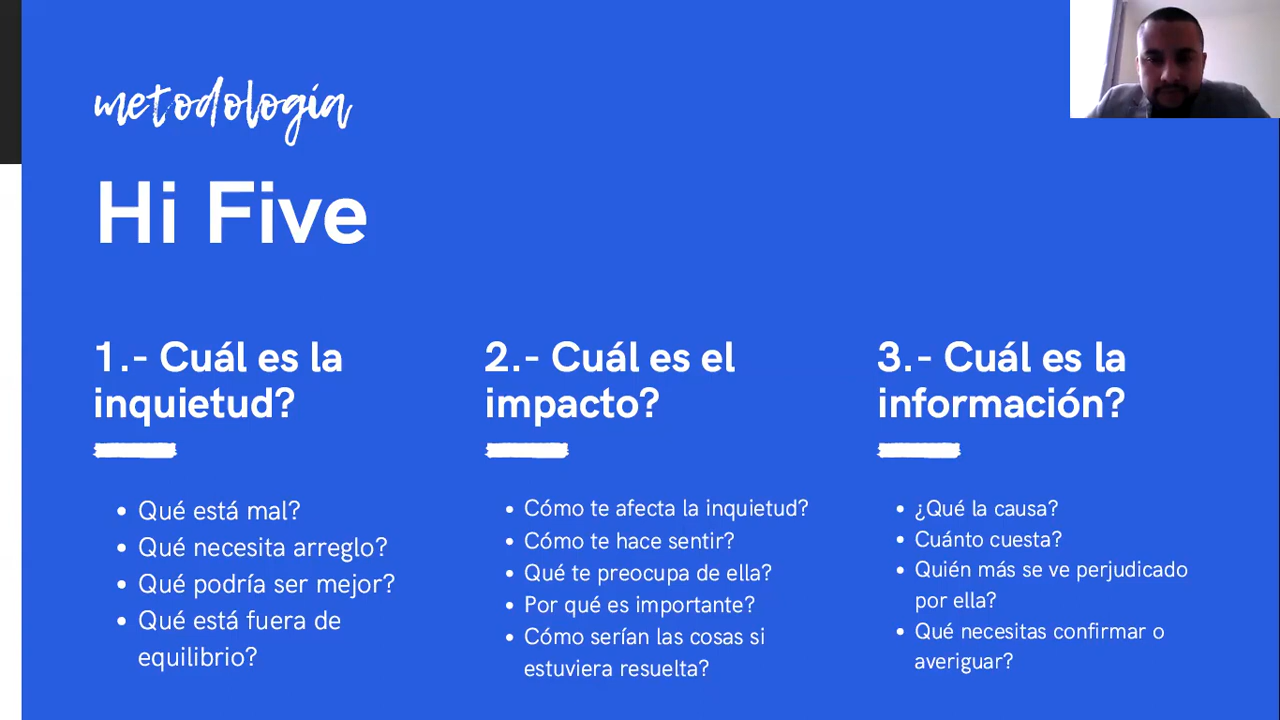 metodología
Hi Five
1.- Cuál es la
inquietud?
Qué está mal?
Qué necesita arreglo?
Qué podría ser mejor?
Qué está fuera de
equilibrio?
2.- Cuál es el
impacto?
Cómo te afecta la inquietud?
Cómo te hace sentir?
Qué te preocupa de ella?
Por qué es importante?
Cómo serían las cosas si
estuviera resuelta?
3.- Cuál es la
información?
¿Qué la causa?
Cuánto cuesta?
Quién más se ve perjudicado
por ella?
Qué necesitas confirmar o
averiguar?